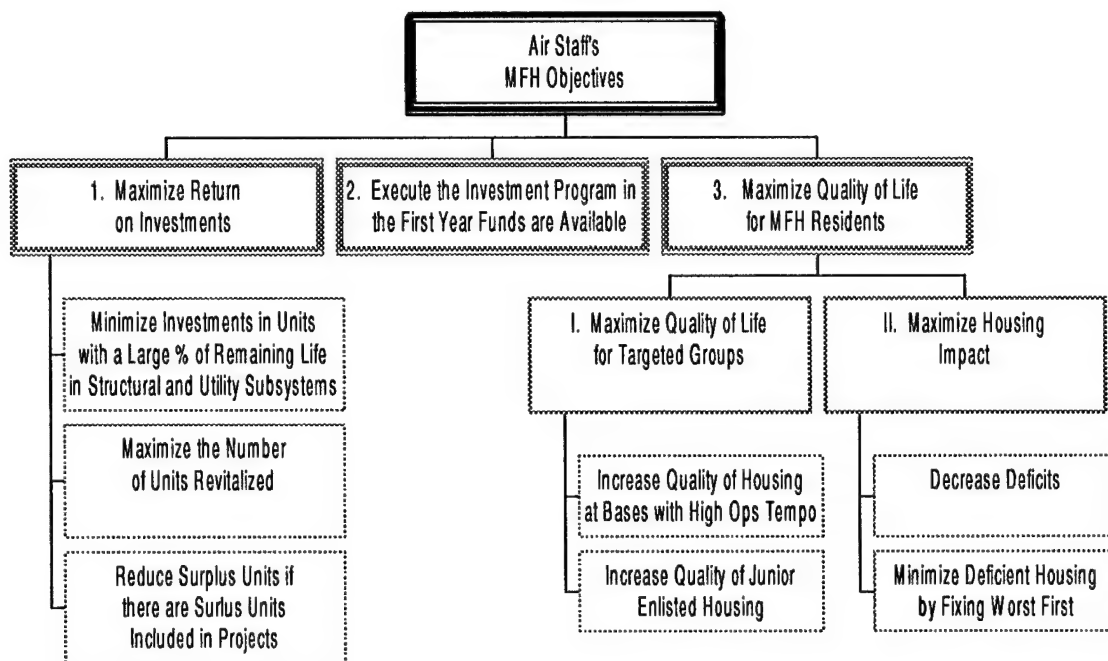 Air Staff's
MFH Objectives
1. Maximize Return
on Investments
2. Execute the Investment Program in
the First Year Funds are Available
3. Maximize Quality of Life
for MFH Residents
Minimize Investments in Units
with a Large % of Remaining Life
in Structural and Utility Subsystems
Maximize the Number
of Units Revitalized
Reduce Surplus Units if
there are Surlus Units
Included in Projects
I. Maximize Quality of Life
for Targeted Groups
II. Maximize Housing
Impact
Increase Quality of Housing
at Bases with High Ops Tempo
Increase Quality of Junior
Enlisted Housing
Decrease Deficits
Minimize Deficient Housing
by Fixing Worst First